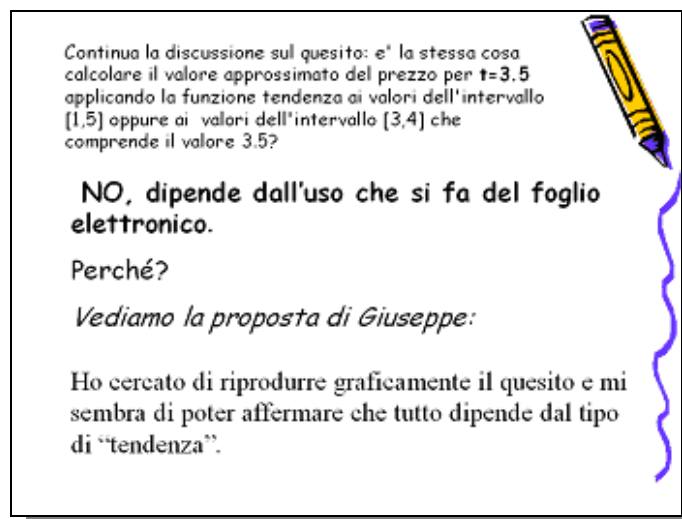 Continua la discussione sul quesito: e' la stessa cosa
calcolare il valore approssimato del prezzo per t=3.5
applicando la funzione tendenza ai valori dell'intervallo
[1,5] oppure ai valori dell'intervallo [3,4] che
comprende il valore 3.5?
NO, dipende dall'uso che si fa del foglio
elettronico.
Perché?
Vediamo la proposta di Giuseppe:
Ho cercato di riprodurre graficamente il quesito e mi
sembra di poter affermare che tutto dipende dal tipo
di “tendenza”.